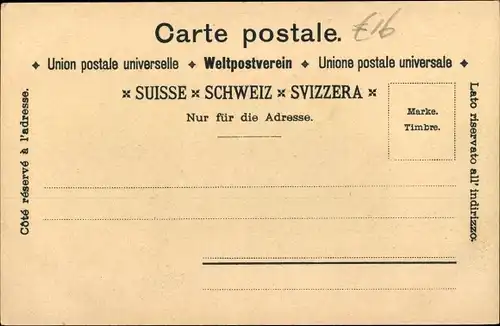 Carte postale.
£16
✦ Union postale universelle ✦ Weltpostverein ✦ Unione postale universale ✦
× SUISSE × SCHWEIZ × SVIZZERA ×
Nur für die Adresse.
Marke.
Timbre.
Côté réservé à l'adresse.
Lato riservato all' indirizzo.